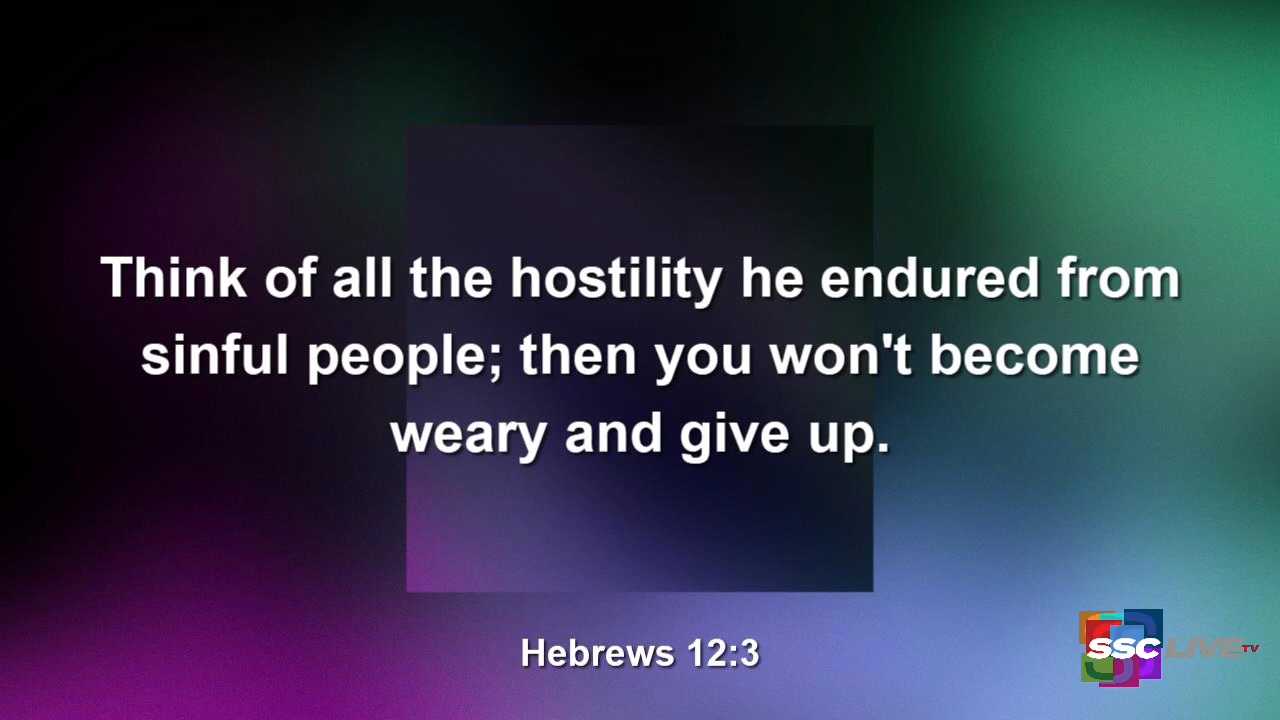 Think of all the hostility he endured from
sinful people; then you won't become
weary and give up.
Hebrews 12:3
SSC LIVE TV